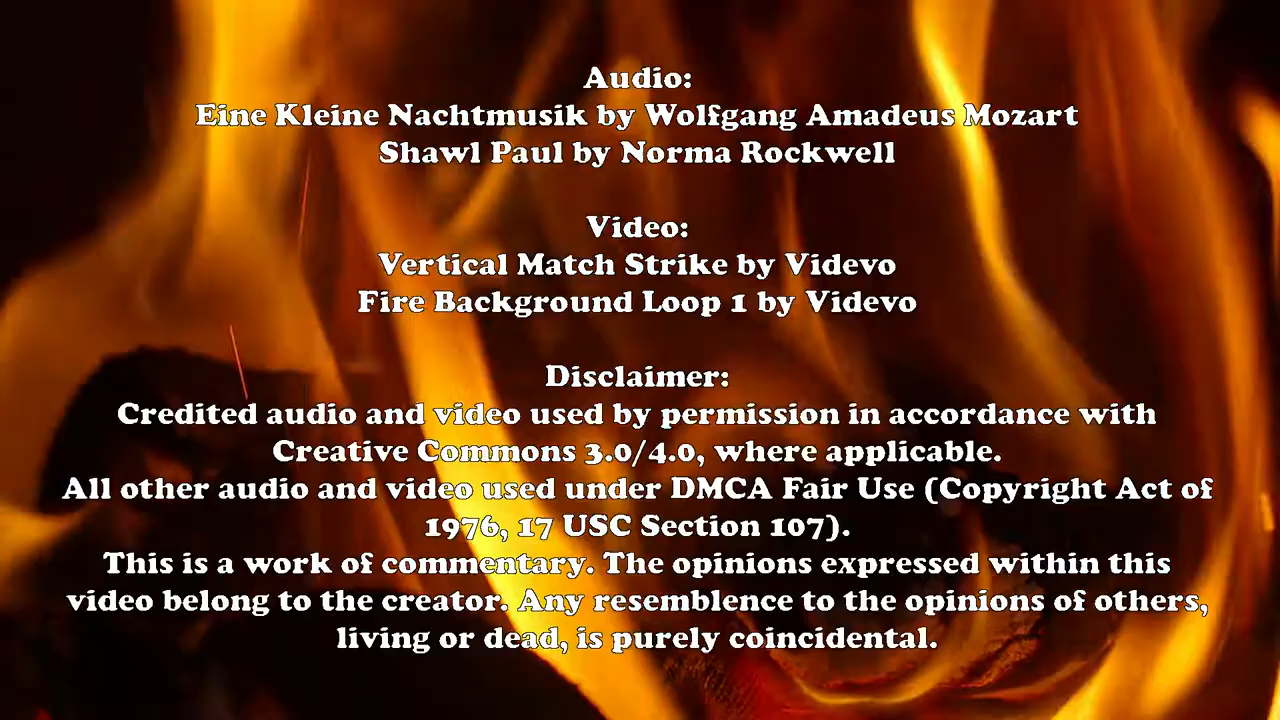 Audio:
Eine Kleine Nachtmusik by Wolfgang Amadeus Mozart
Shawl Paul by Norma Rockwell
Video:
Vertical Match Strike by Videvo
Fire Background Loop 1 by Videvo
Disclaimer:
Credited audio and video used by permission in accordance with
Creative Commons 3.0/4.0, where applicable.
All other audio and video used under DMCA Fair Use (Copyright Act of
1976, 17 USC Section 107).
This is a work of commentary. The opinions expressed within this
video belong to the creator. Any resemblence to the opinions of others,
living or dead, is purely coincidental.